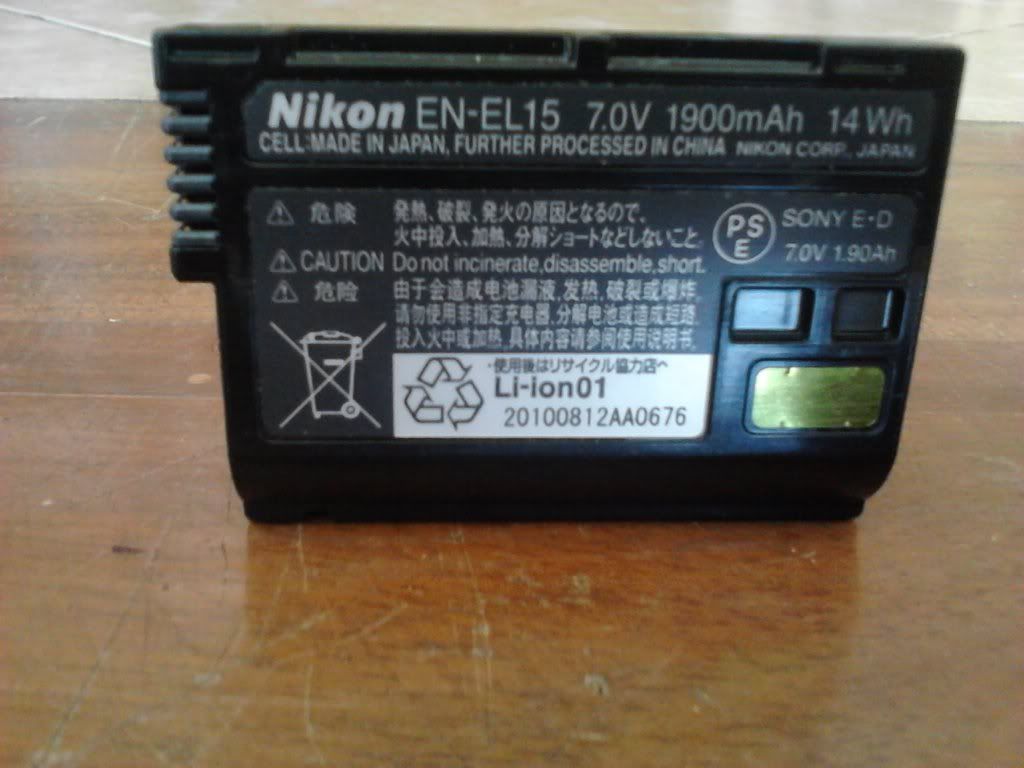 Nikon EN-EL15 7.0V 1900mAh 14Wh
CELL:MADE IN JAPAN, FURTHER PROCESSED IN CHINA NIKON CORP., JAPAN
⚠ 危険 発熱、破裂、発火の原因となるので、
火中投入、加熱、分解ショートなどしないこと。
⚠ CAUTION Do not incinerate,disassemble,short.
⚠ 危险 由于会造成电池漏液,发热,破裂或爆炸,
请勿使用非指定充电器,分解电池或造成短路,
投入火中或加热,具体内容请参阅使用说明书.
PS
E
SONY E・D
7.0V 1.90Ah
・使用後はリサイクル協力店へ
Li-ion01
20100812AA0676